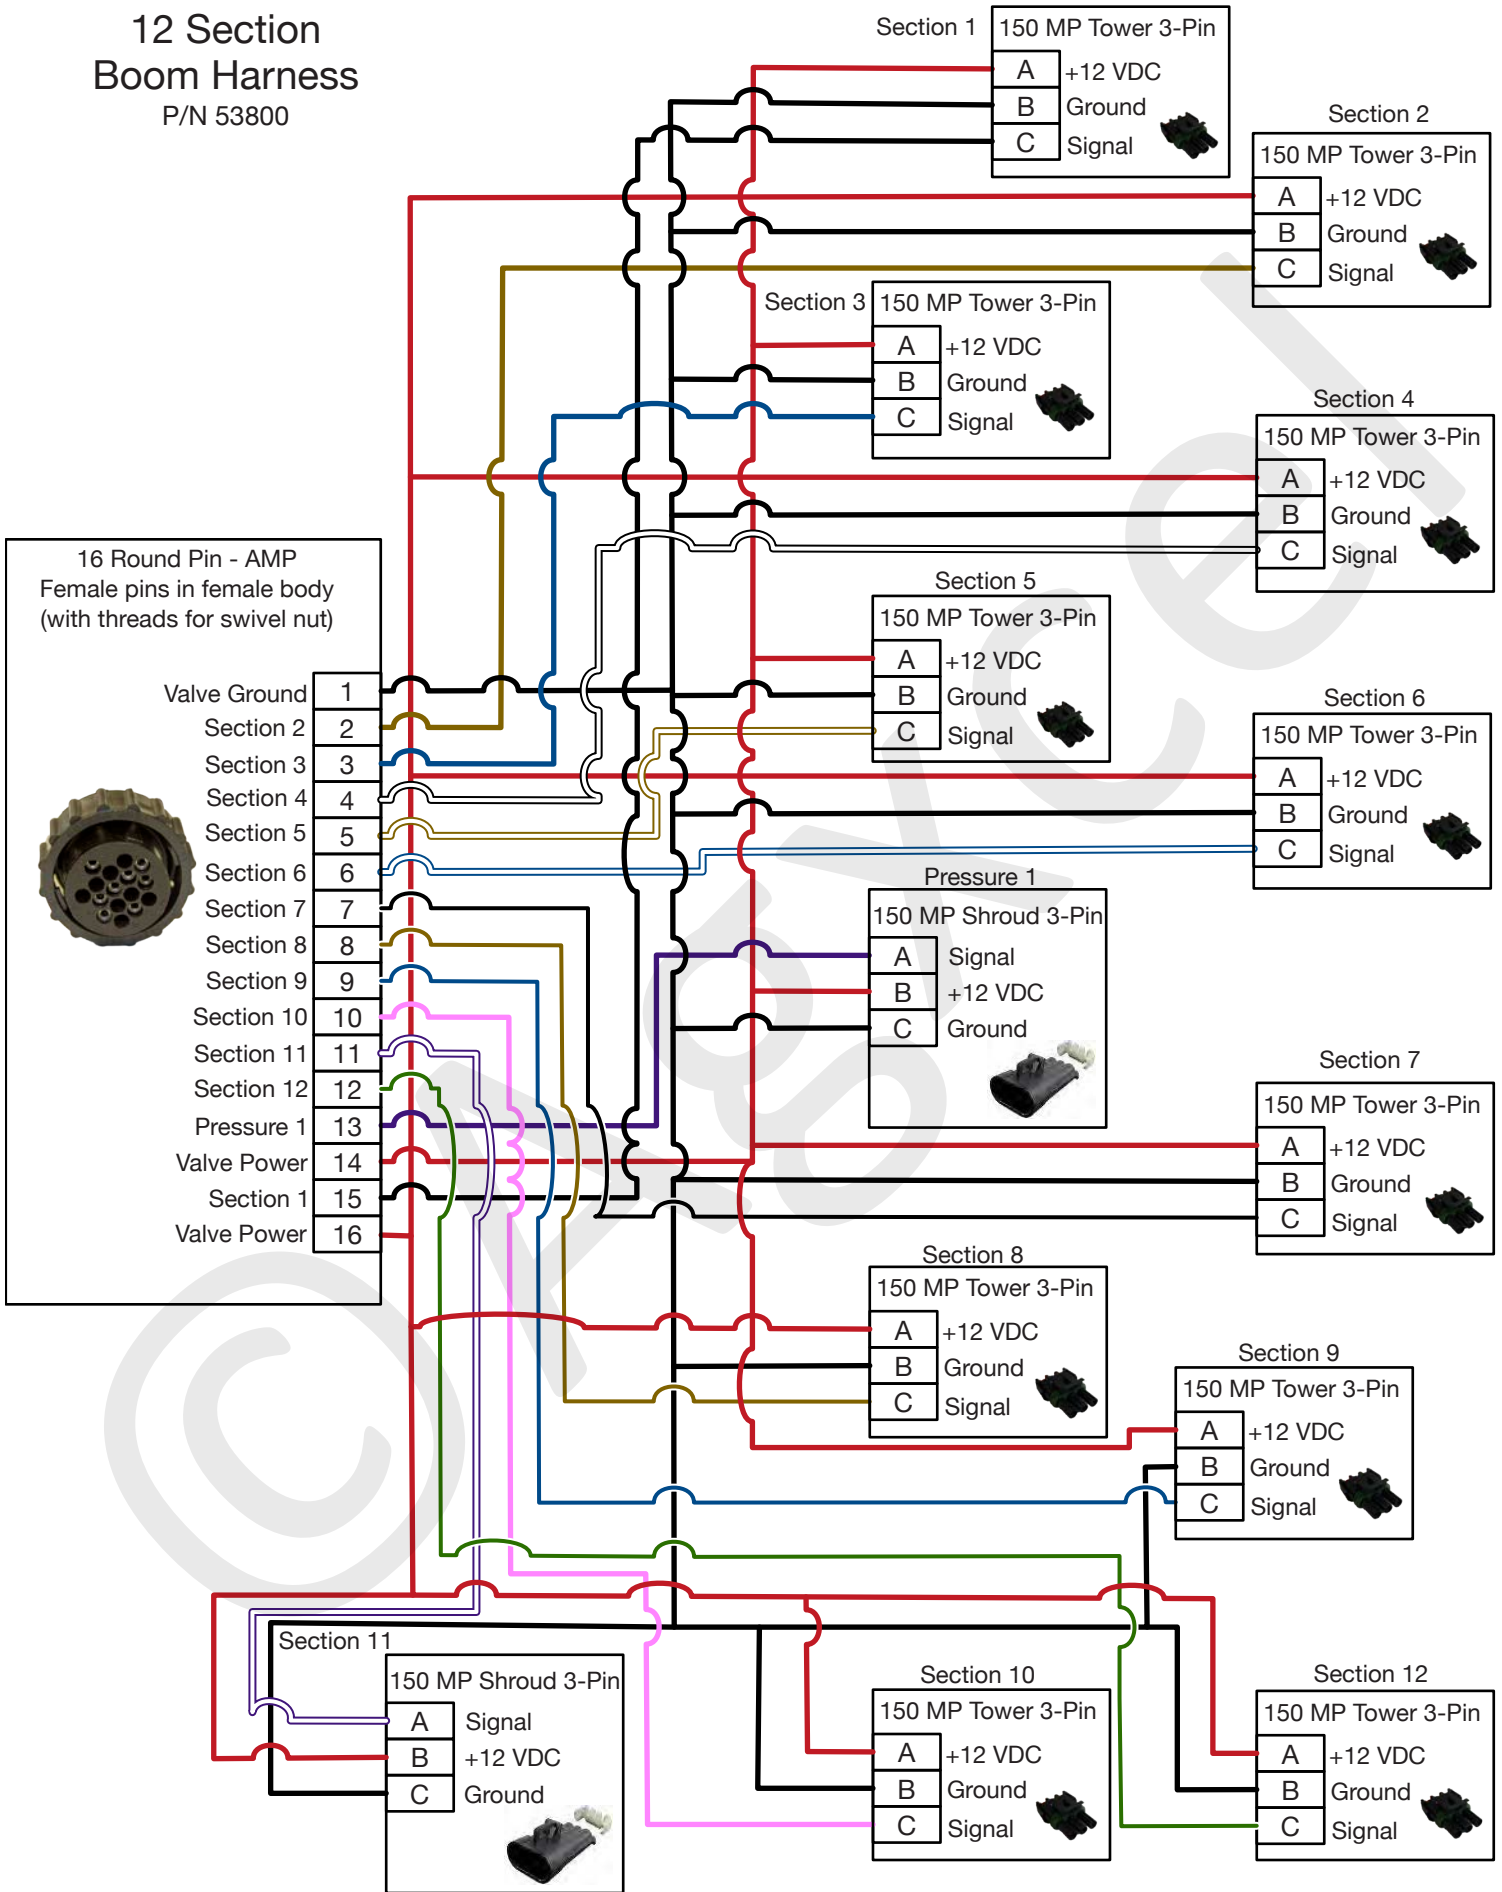 12 Section
Boom Harness
P/N 53800
Section 1
150 MP Tower 3-Pin
A +12 VDC
B Ground
C Signal
Section 2
150 MP Tower 3-Pin
A +12 VDC
B Ground
C Signal
Section 3
150 MP Tower 3-Pin
A +12 VDC
B Ground
C Signal
Section 4
150 MP Tower 3-Pin
A +12 VDC
B Ground
C Signal
16 Round Pin - AMP
Female pins in female body
(with threads for swivel nut)
Valve Ground 1
Section 2 2
Section 3 3
Section 4 4
Section 5 5
Section 6 6
Section 7 7
Section 8 8
Section 9 9
Section 10 10
Section 11 11
Section 12 12
Pressure 1 13
Valve Power 14
Section 1 15
Valve Power 16
Section 5
150 MP Tower 3-Pin
A +12 VDC
B Ground
C Signal
Section 6
150 MP Tower 3-Pin
A +12 VDC
B Ground
C Signal
Pressure 1
150 MP Shroud 3-Pin
A Signal
B +12 VDC
C Ground
Section 7
150 MP Tower 3-Pin
A +12 VDC
B Ground
C Signal
Section 8
150 MP Tower 3-Pin
A +12 VDC
B Ground
C Signal
Section 9
150 MP Tower 3-Pin
A +12 VDC
B Ground
C Signal
Section 11
150 MP Shroud 3-Pin
A Signal
B +12 VDC
C Ground
Section 10
150 MP Tower 3-Pin
A +12 VDC
B Ground
C Signal
Section 12
150 MP Tower 3-Pin
A +12 VDC
B Ground
C Signal
© Agxcel